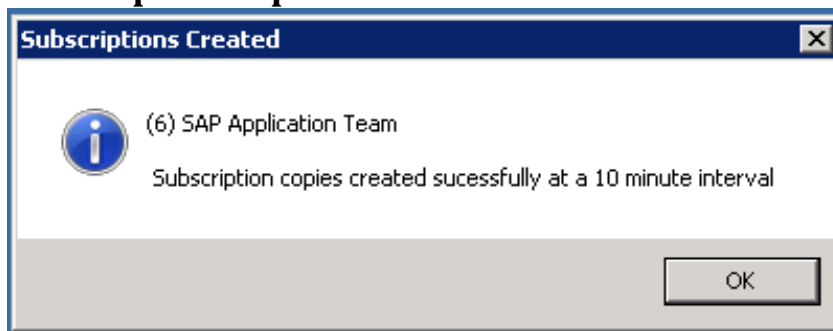 Subscriptions Created
(6) SAP Application Team
Subscription copies created sucessfully at a 10 minute interval
OK